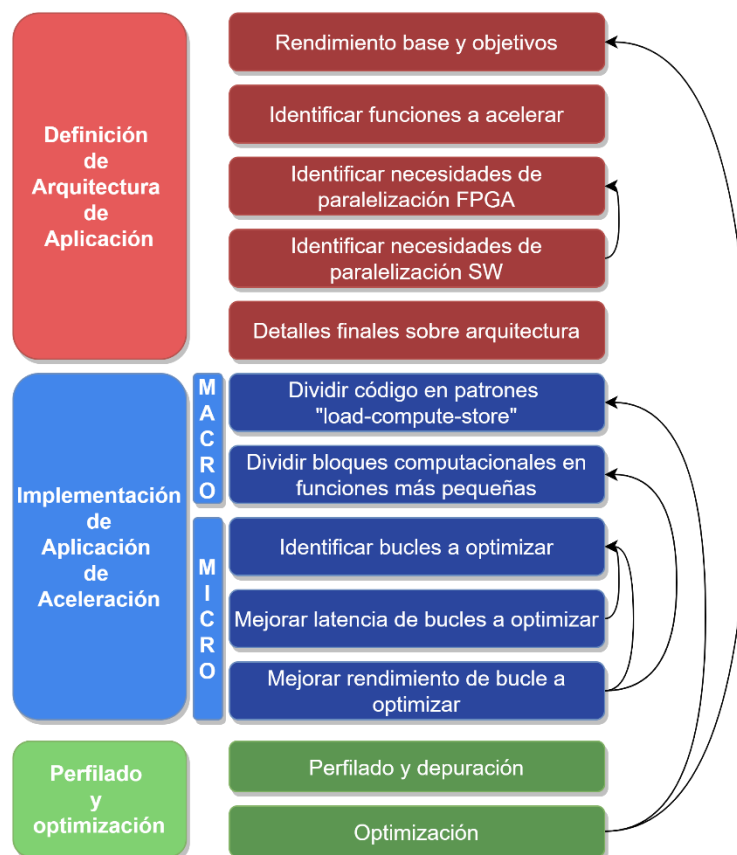 Definición
de
Arquitectura
de
Aplicación
Rendimiento base y objetivos
Identificar funciones a acelerar
Identificar necesidades de
paralelización FPGA
Identificar necesidades de
paralelización SW
Detalles finales sobre arquitectura
Implementación
de
Aplicación
de
Aceleración
M
A
C
R
O
Dividir código en patrones
"load-compute-store"
Dividir bloques computacionales en
funciones más pequeñas
M
I
C
R
O
Identificar bucles a optimizar
Mejorar latencia de bucles a optimizar
Mejorar rendimiento de bucle a
optimizar
Perfilado
y
optimización
Perfilado y depuración
Optimización